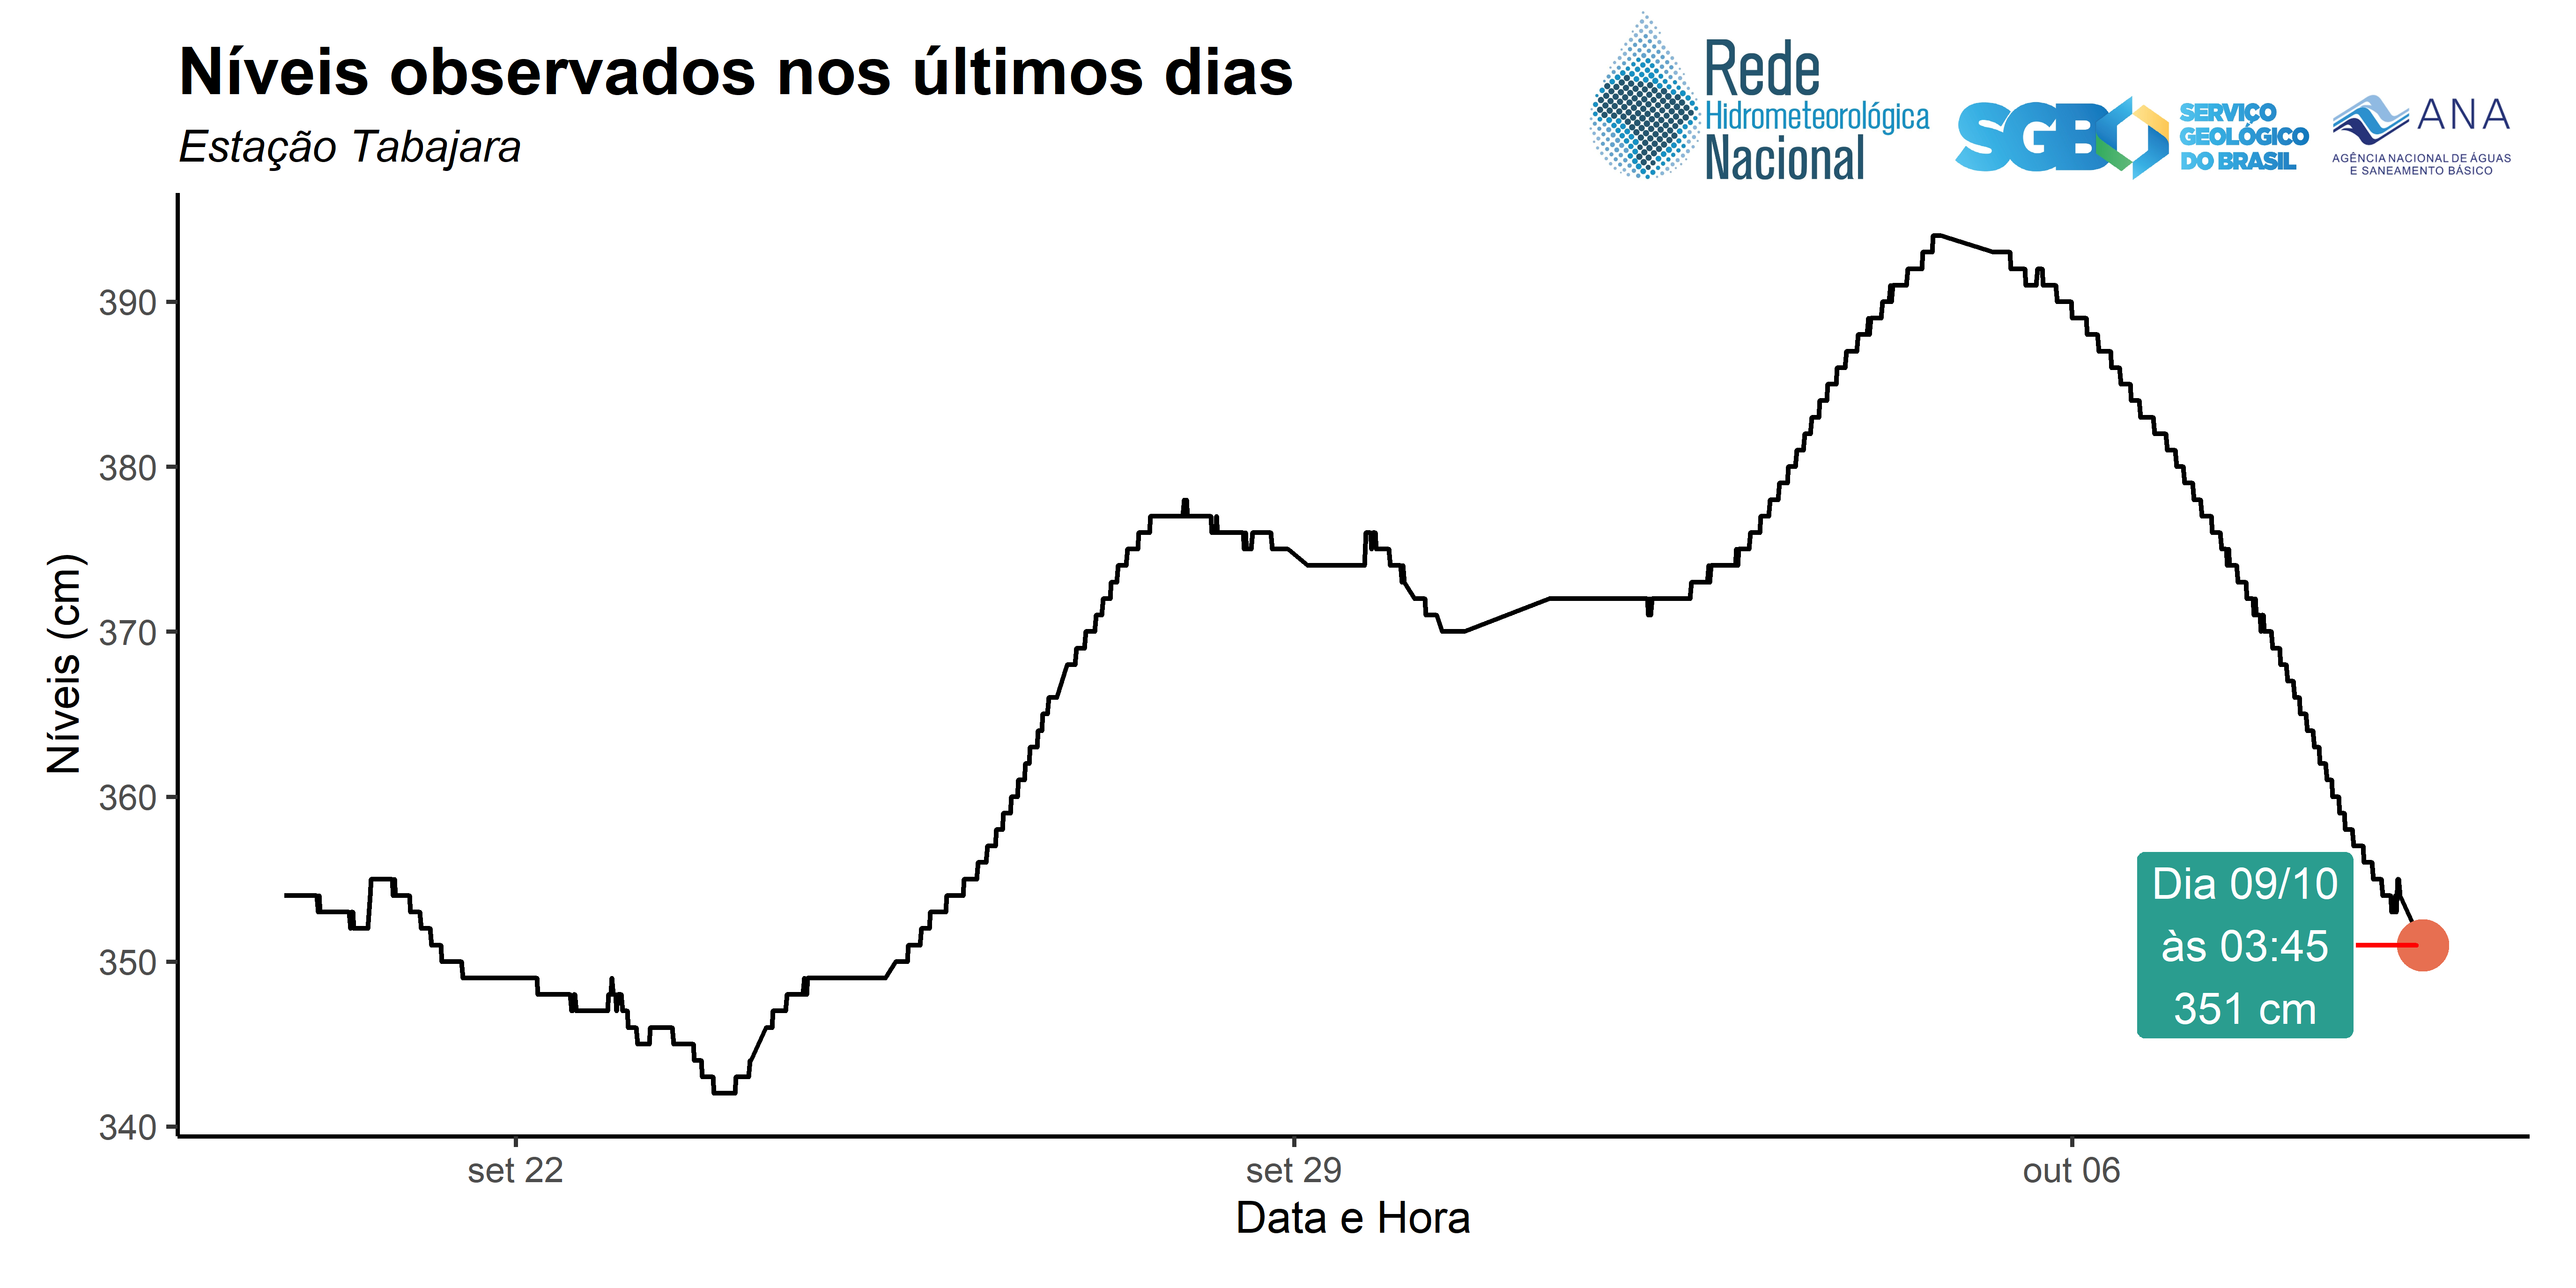 Níveis observados nos últimos dias
Estação Tabajara
Rede
Hidrometeorológica
Nacional
SGB
SERVIÇO
GEOLÓGICO
DO BRASIL
ANA
AGÊNCIA NACIONAL DE ÁGUAS
E SANEAMENTO BÁSICO
Níveis (cm)
390
380
370
360
350
340
Dia 09/10
às 03:45
351 cm
set 22
set 29
out 06
Data e Hora